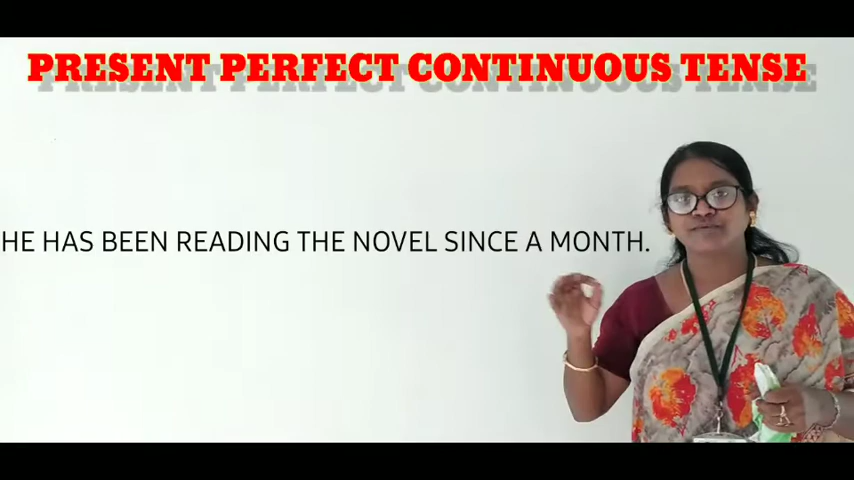 PRESENT PERFECT CONTINUOUS TENSE
HE HAS BEEN READING THE NOVEL SINCE A MONTH.